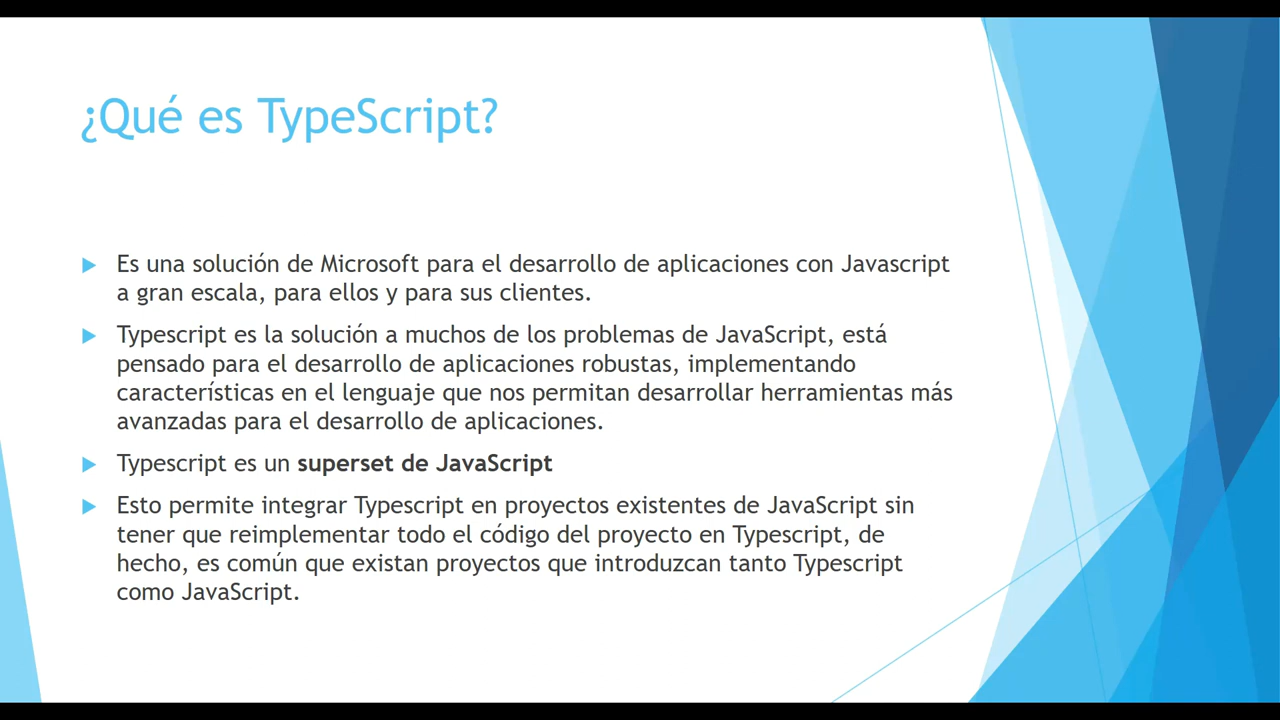 ¿Qué es TypeScript?
Es una solución de Microsoft para el desarrollo de aplicaciones con Javascript
a gran escala, para ellos y para sus clientes.
Typescript es la solución a muchos de los problemas de JavaScript, está
pensado para el desarrollo de aplicaciones robustas, implementando
características en el lenguaje que nos permitan desarrollar herramientas más
avanzadas para el desarrollo de aplicaciones.
Typescript es un superset de JavaScript
Esto permite integrar Typescript en proyectos existentes de JavaScript sin
tener que reimplementar todo el código del proyecto en Typescript, de
hecho, es común que existan proyectos que introduzcan tanto Typescript
como JavaScript.